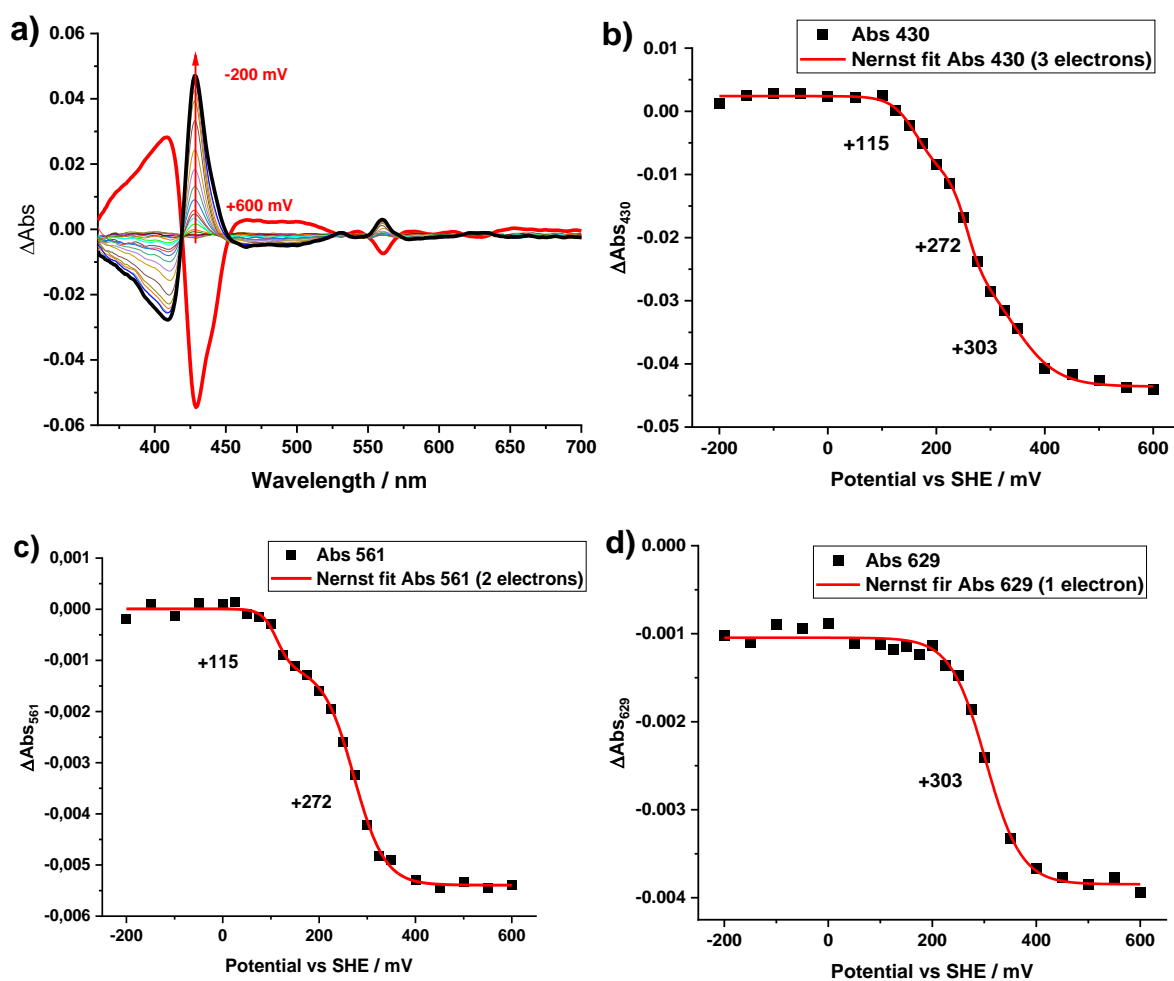 a)
-200 mV
+600 mV
0.06
0.04
0.02
0.00
-0.02
-0.04
-0.06
ΔAbs
400 450 500 550 600 650 700
Wavelength / nm
b)
Abs 430
Nernst fit Abs 430 (3 electrons)
0.01
0.00
-0.01
-0.02
-0.03
-0.04
-0.05
ΔAbs430
+115
+272
+303
-200 0 200 400 600
Potential vs SHE / mV
c)
Abs 561
Nernst fit Abs 561 (2 electrons)
0,001
0,000
-0,001
-0,002
-0,003
-0,004
-0,005
-0,006
ΔAbs561
+115
+272
-200 0 200 400 600
Potential vs SHE / mV
d)
Abs 629
Nernst fir Abs 629 (1 electron)
0.000
-0.001
-0.002
-0.003
-0.004
ΔAbs629
+303
-200 0 200 400 600
Potential vs SHE / mV